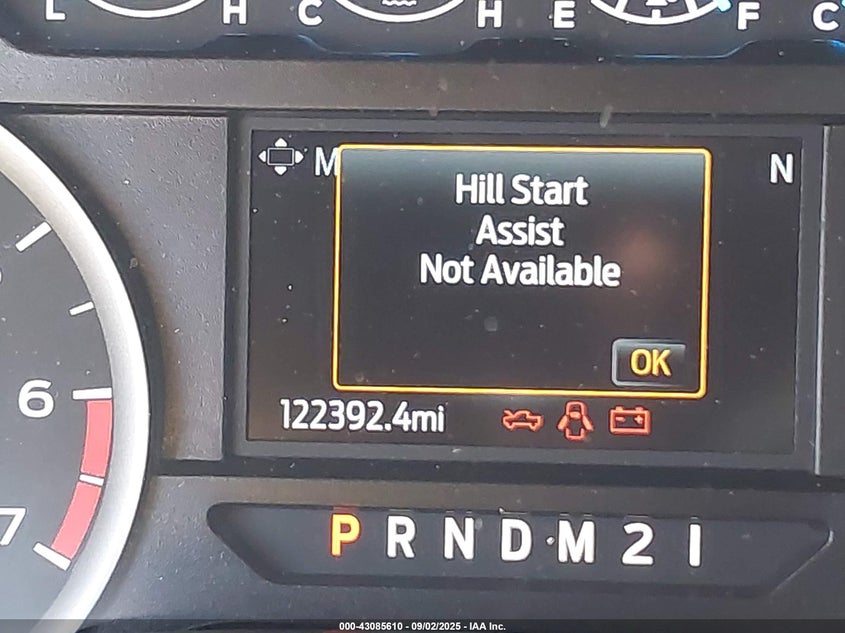 L H C H E F C
M
N
Hill Start
Assist
Not Available
OK
6
122392.4mi
7
P R N D M 2 1
000-43085610 - 09/02/2025 - IAA Inc.